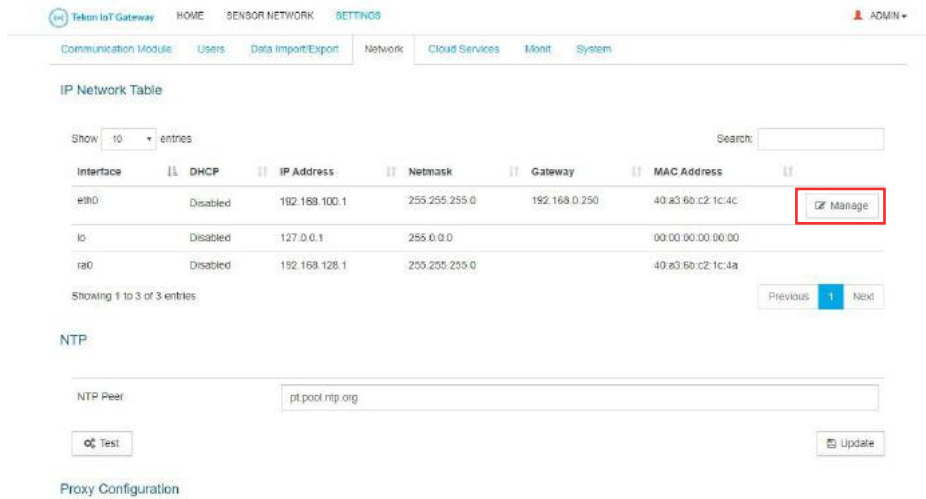 Tekon IoT Gateway HOME SENSOR NETWORK SETTINGS ADMIN
Communication Module Users Data Import/Export Network Cloud Services Monit System
IP Network Table
Show 10 entries Search:
Interface DHCP IP Address Netmask Gateway MAC Address
eth0 Disabled 192.168.100.1 255.255.255.0 192.168.0.250 40:a3:6b:c2:1c:4c Manage
lo Disabled 127.0.0.1 255.0.0.0 00:00:00:00:00:00
ra0 Disabled 192.168.128.1 255.255.255.0 40:a3:6b:c2:1c:4a
Showing 1 to 3 of 3 entries Previous 1 Next
NTP
NTP Peer pt.pool.ntp.org
Test Update
Proxy Configuration